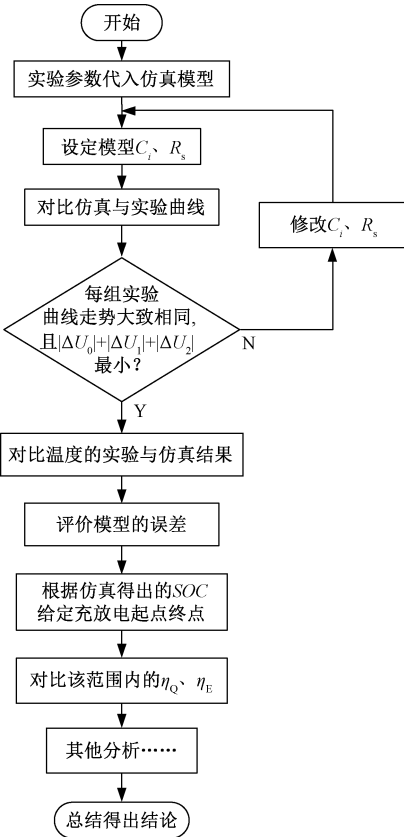 开始
实验参数代入仿真模型
设定模型Cᵢ、Rₛ
对比仿真与实验曲线
修改Cᵢ、Rₛ
每组实验
曲线走势大致相同,
且|ΔU₀|+|ΔU₁|+|ΔU₂|
最小?
N
Y
对比温度的实验与仿真结果
评价模型的误差
根据仿真得出的SOC
给定充放电起点终点
对比该范围内的η_Q、η_E
其他分析……
总结得出结论